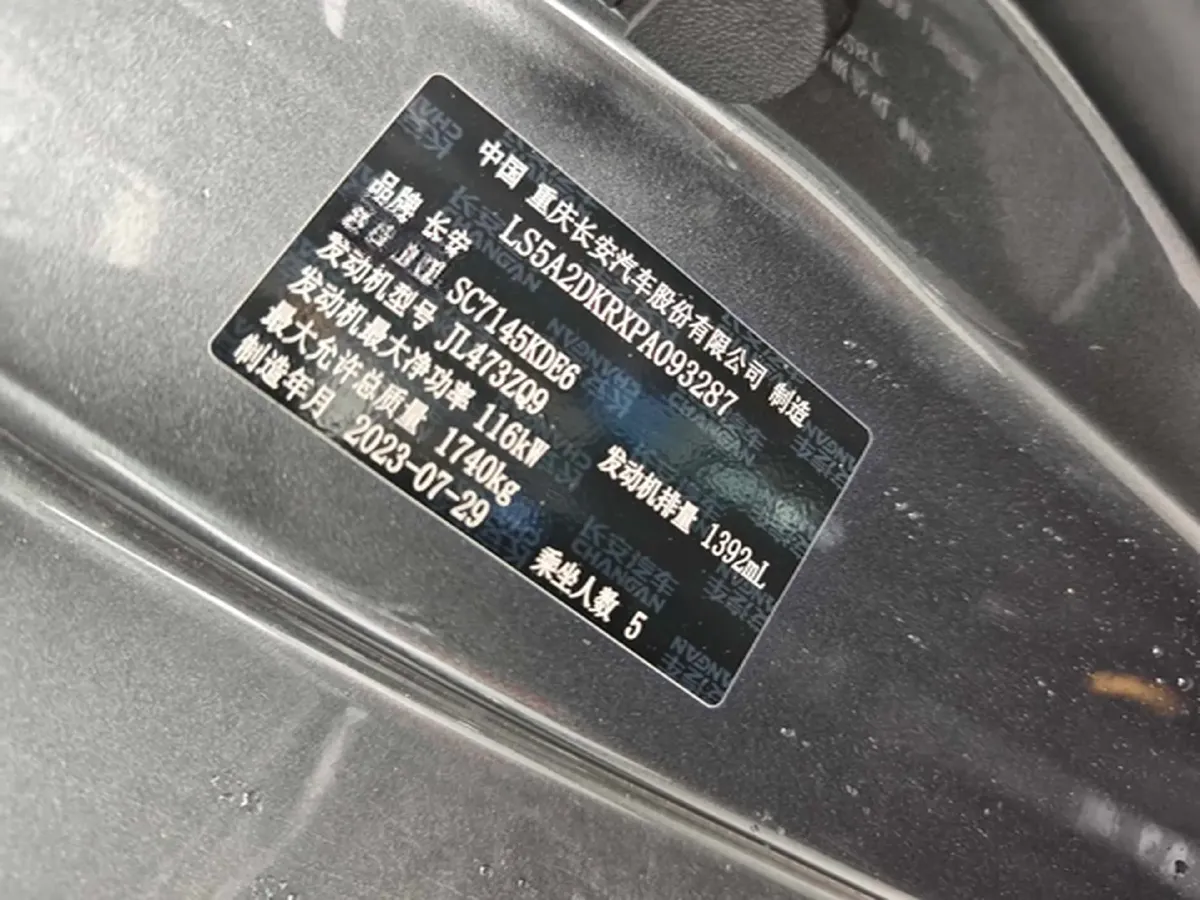 中国 重庆长安汽车股份有限公司 制造
LS5A2DKRXPA093287
品牌 长安
SC7145KDE6
发动机型号 JL473ZQ9
发动机排量 1392mL
发动机最大净功率 116kW
最大允许总质量 1740kg
制造年月 2023-07-29
乘坐人数 5